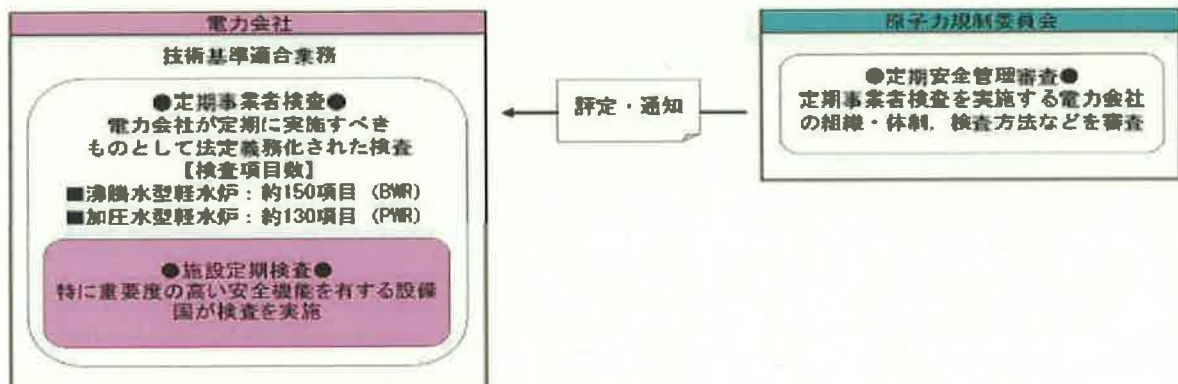 電力会社
技術基準適合業務
●定期事業者検査●
電力会社が定期に実施すべき
ものとして法定義務化された検査
【検査項目数】
■沸騰水型軽水炉：約150項目（BWR）
■加圧水型軽水炉：約130項目（PWR）
●施設定期検査●
特に重要度の高い安全機能を有する設備
国が検査を実施
評定・通知
原子力規制委員会
●定期安全管理審査●
定期事業者検査を実施する電力会社
の組織・体制，検査方法などを審査